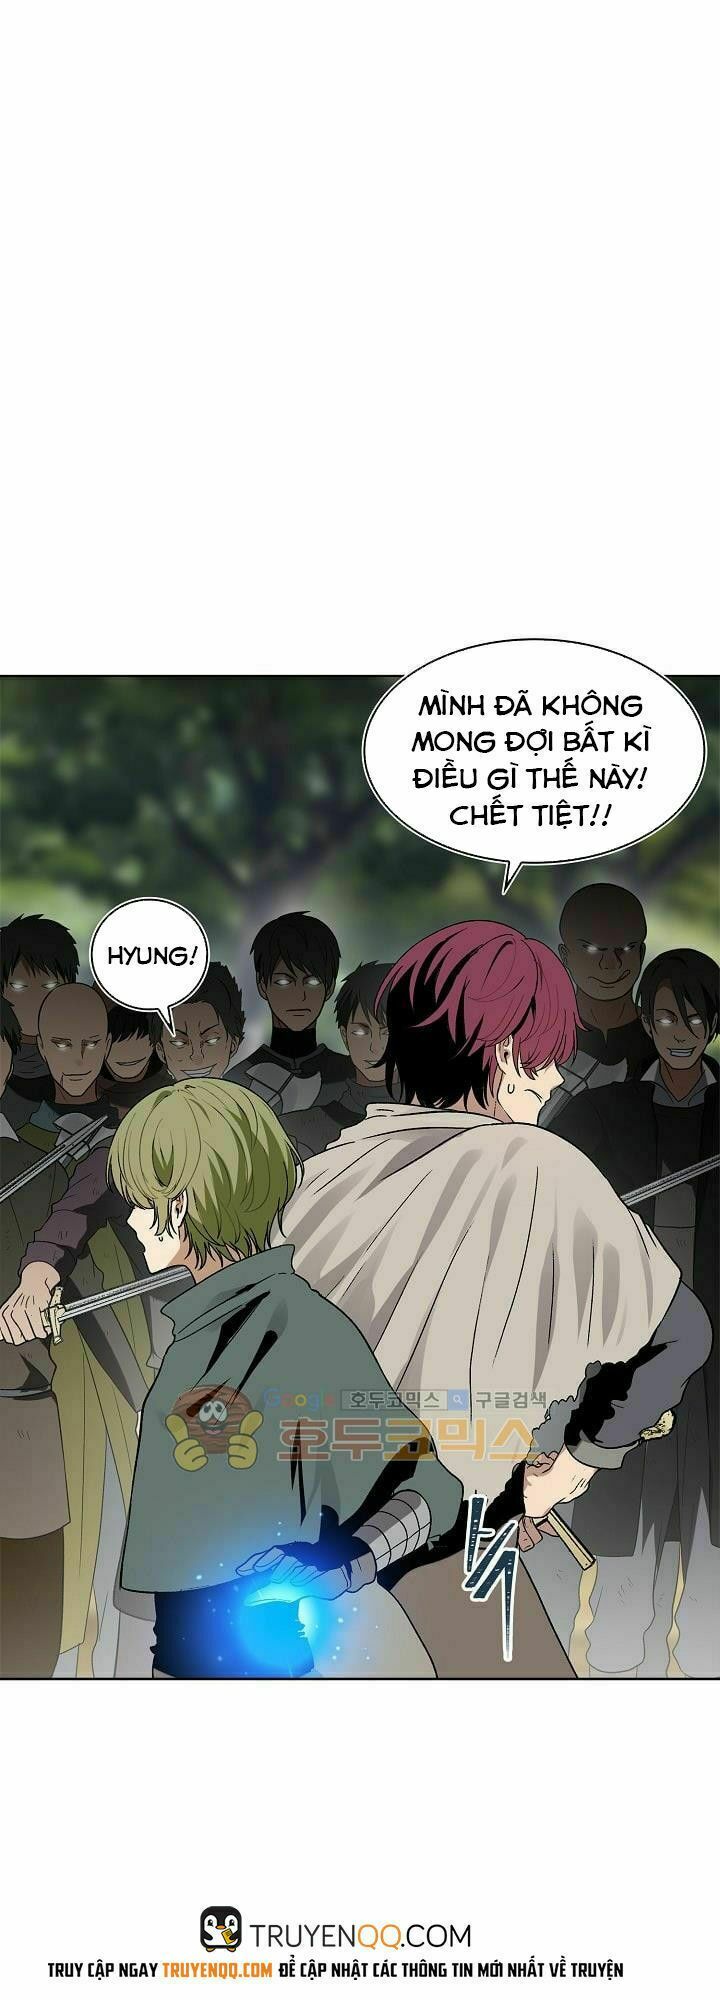 MÌNH ĐÃ KHÔNG
MONG ĐỢI BẤT KÌ
ĐIỀU GÌ THẾ NÀY!
CHẾT TIỆT!!
HYUNG!
Google 호두코믹스 구글검색
호두코믹스
TRUYENQQ.COM
TRUY CẬP NGAY TRUYENQQ.COM ĐỂ CẬP NHẬT CÁC THÔNG TIN MỚI NHẤT VỀ TRUYỆN